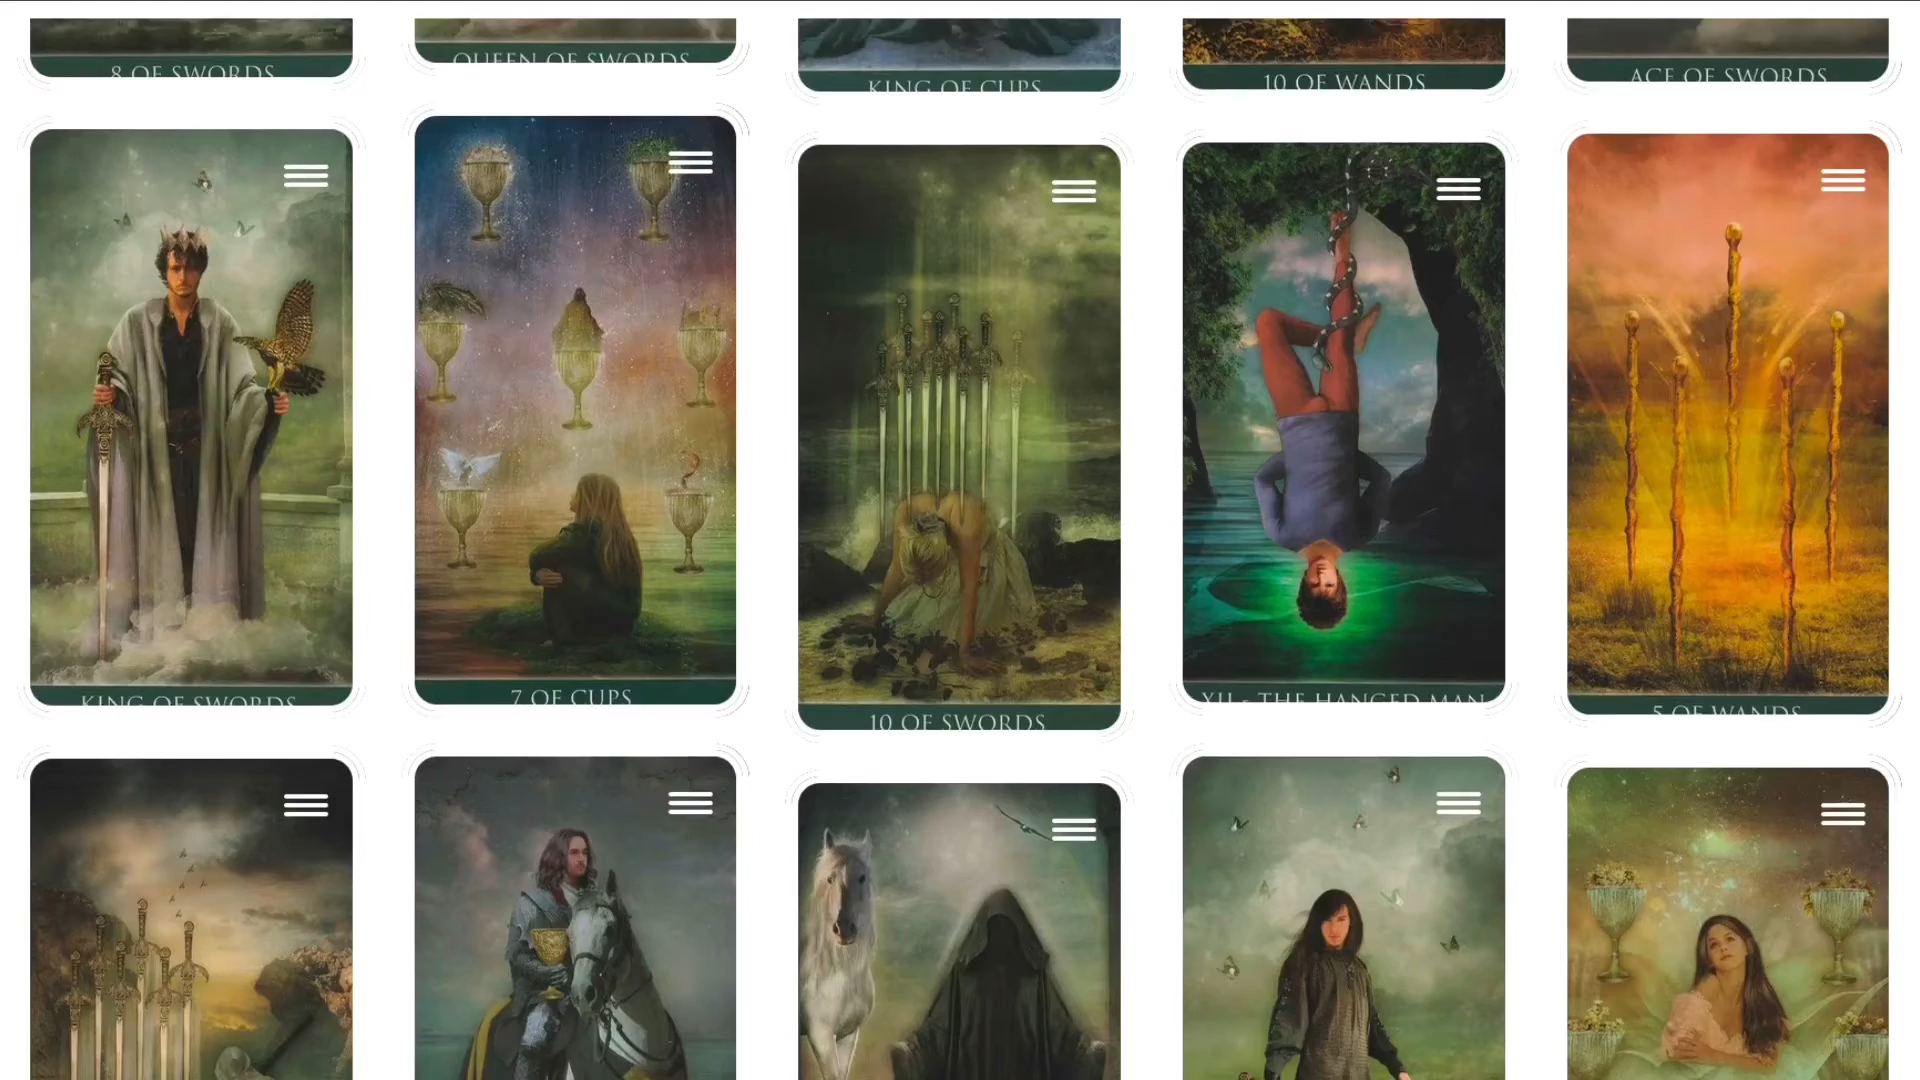 8 OF SWORDS
QUEEN OF SWORDS
KING OF CUPS
10 OF WANDS
ACE OF SWORDS
KING OF SWORDS
7 OF CUPS
10 OF SWORDS
XII - THE HANGED MAN
5 OF WANDS